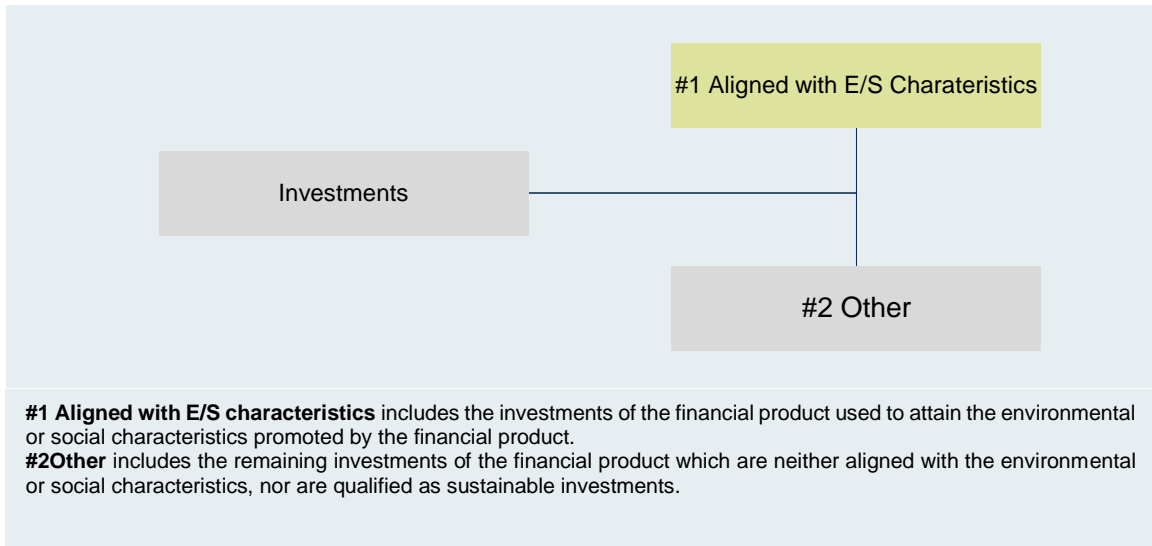 #1 Aligned with E/S Charateristics
Investments
#2 Other
#1 Aligned with E/S characteristics includes the investments of the financial product used to attain the environmental
or social characteristics promoted by the financial product.
#2Other includes the remaining investments of the financial product which are neither aligned with the environmental
or social characteristics, nor are qualified as sustainable investments.